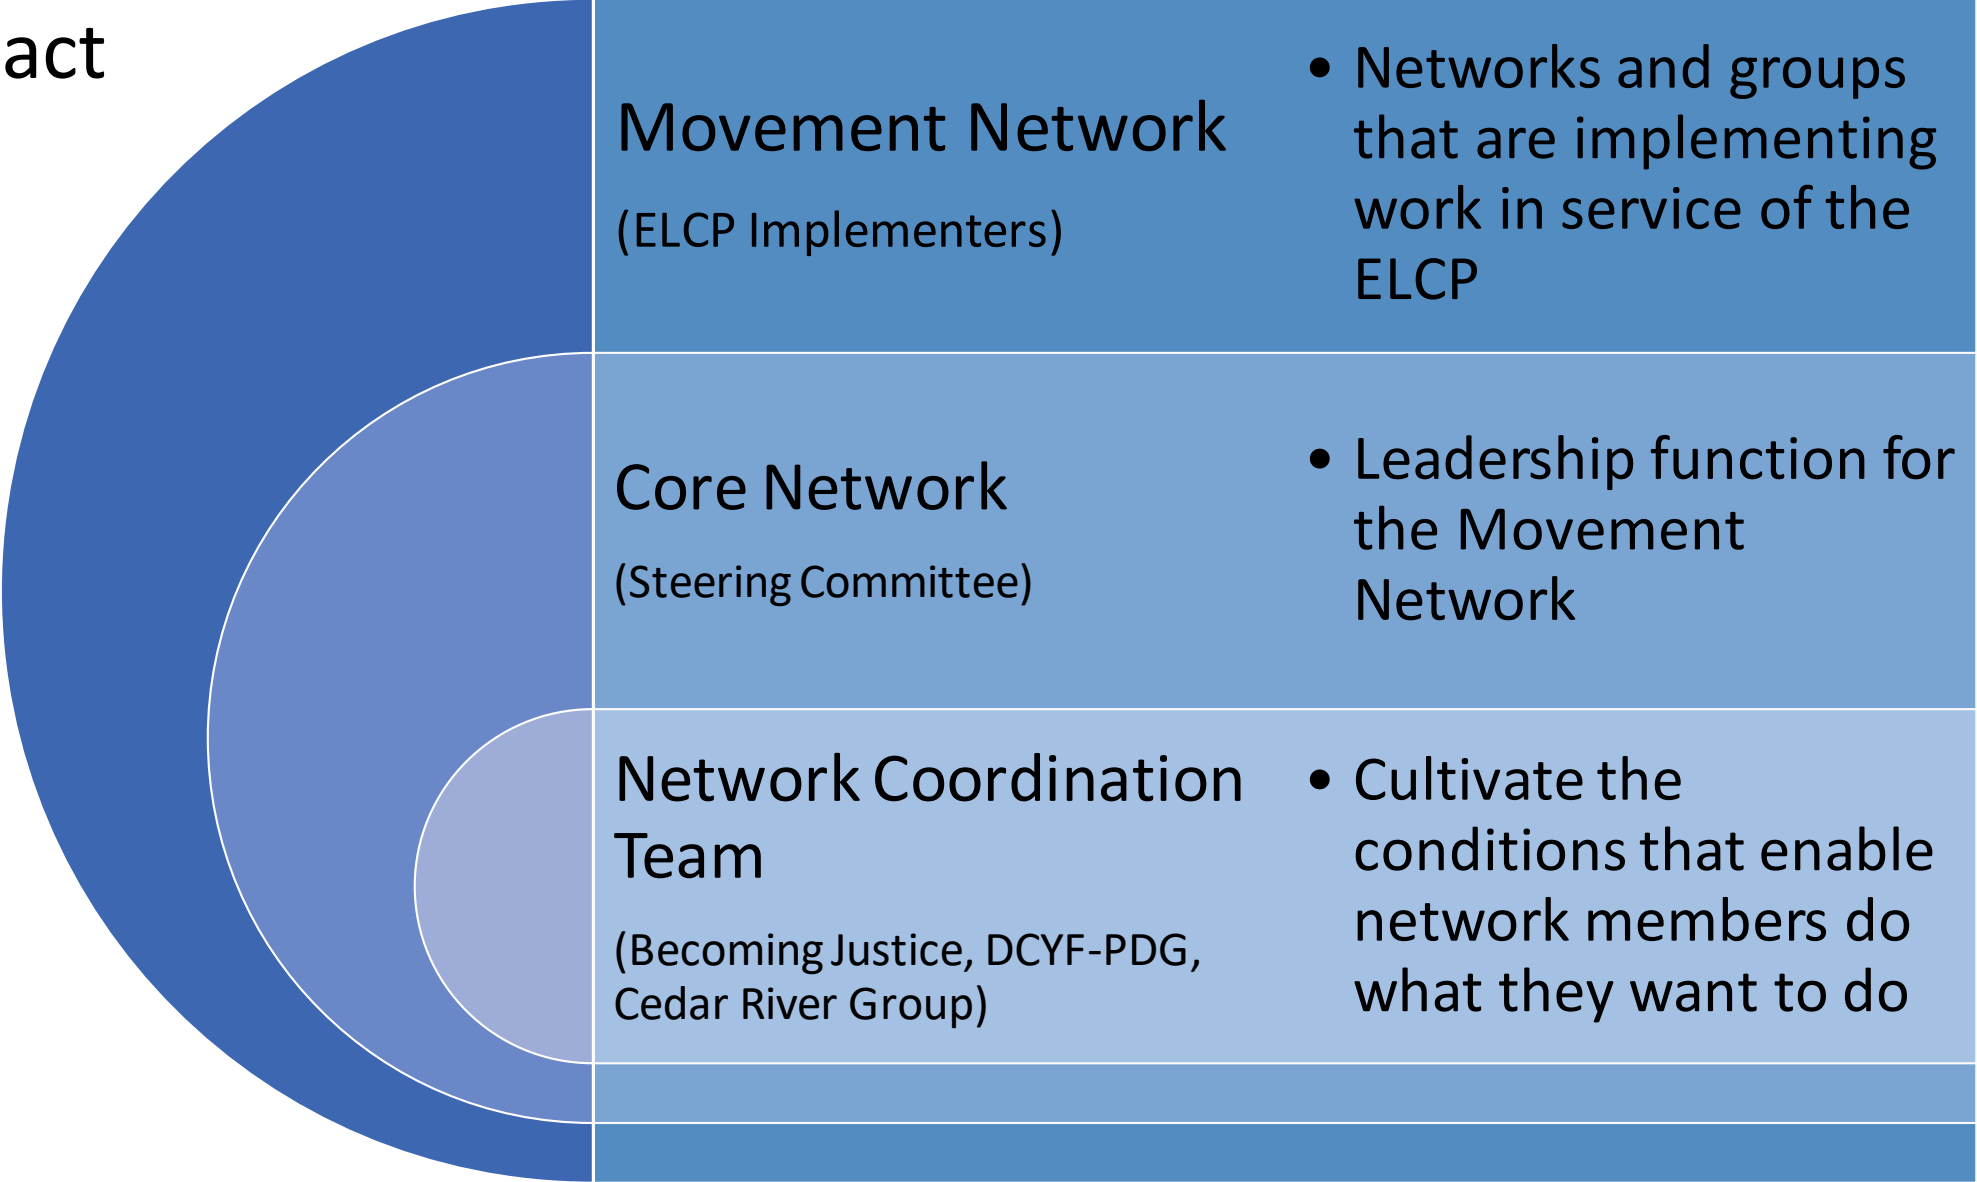 act
Movement Network
(ELCP Implementers)
• Networks and groups
that are implementing
work in service of the
ELCP
Core Network
(Steering Committee)
• Leadership function for
the Movement
Network
Network Coordination
Team
(Becoming Justice, DCYF-PDG,
Cedar River Group)
• Cultivate the
conditions that enable
network members do
what they want to do